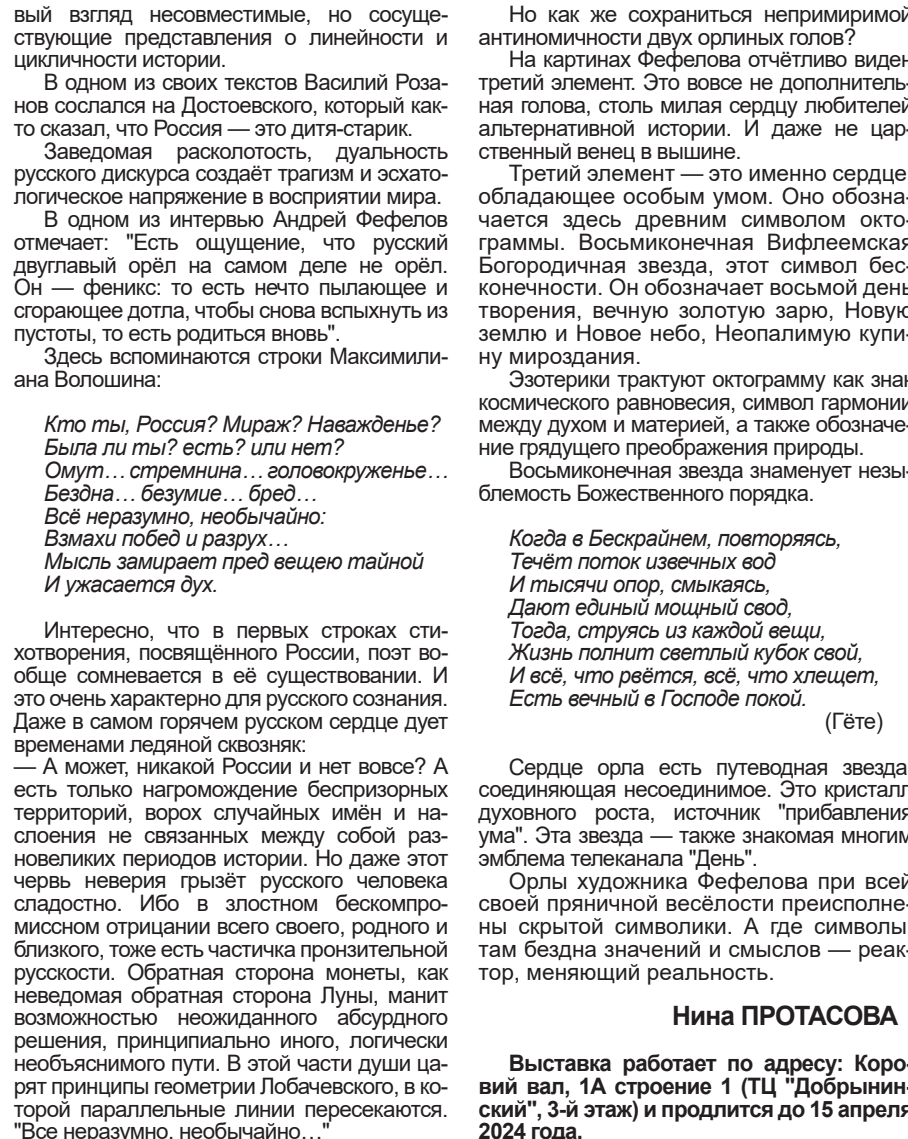 вый взгляд несовместимые, но сосуще-
ствующие представления о линейности и
цикличности истории.
В одном из своих текстов Василий Роза-
нов сослался на Достоевского, который как-
то сказал, что Россия — это дитя-старик.
Заведомая расколотость, дуальность
русского дискурса создаёт трагизм и эсхато-
логическое напряжение в восприятии мира.
В одном из интервью Андрей Фефелов
отмечает: "Есть ощущение, что русский
двуглавый орёл на самом деле не орёл.
Он — феникс: то есть нечто пылающее и
сгорающее дотла, чтобы снова вспыхнуть из
пустоты, то есть родиться вновь".
Здесь вспоминаются строки Максимили-
ана Волошина:
Кто ты, Россия? Мираж? Наважденье?
Была ли ты? есть? или нет?
Омут… стремнина… головокруженье…
Бездна… безумие… бред…
Всё неразумно, необычайно:
Взмахи побед и разрух…
Мысль замирает пред вещею тайной
И ужасается дух.
Интересно, что в первых строках сти-
хотворения, посвящённого России, поэт во-
обще сомневается в её существовании. И
это очень характерно для русского сознания.
Даже в самом горячем русском сердце дует
временами ледяной сквозняк:
— А может, никакой России и нет вовсе? А
есть только нагромождение беспризорных
территорий, ворох случайных имён и на-
слоения не связанных между собой раз-
новеликих периодов истории. Но даже этот
червь неверия грызёт русского человека
сладостно. Ибо в злостном бескомпро-
миссном отрицании всего своего, родного и
близкого, тоже есть частичка пронзительной
русскости. Обратная сторона монеты, как
неведомая обратная сторона Луны, манит
возможностью неожиданного абсурдного
решения, принципиально иного, логически
необъяснимого пути. В этой части души ца-
рят принципы геометрии Лобачевского, в ко-
торой параллельные линии пересекаются.
"Все неразумно, необычайно…"
Но как же сохраниться непримиримой
антиномичности двух орлиных голов?
На картинах Фефелова отчётливо виден
третий элемент. Это вовсе не дополнитель-
ная голова, столь милая сердцу любителей
альтернативной истории. И даже не цар-
ственный венец в вышине.
Третий элемент — это именно сердце,
обладающее особым умом. Оно обозна-
чается здесь древним символом окто-
граммы. Восьмиконечная Вифлеемская
Богородичная звезда, этот символ бес-
конечности. Он обозначает восьмой день
творения, вечную золотую зарю, Новую
землю и Новое небо, Неопалимую купи-
ну мироздания.
Эзотерики трактуют октограмму как знак
космического равновесия, символ гармонии
между духом и материей, а также обозначе-
ние грядущего преображения природы.
Восьмиконечная звезда знаменует незы-
блемость Божественного порядка.
Когда в Бескрайнем, повторяясь,
Течёт поток извечных вод
И тысячи опор, смыкаясь,
Дают единый мощный свод,
Тогда, струясь из каждой вещи,
Жизнь полнит светлый кубок свой,
И всё, что рвётся, всё, что хлещет,
Есть вечный в Господе покой.
(Гёте)
Сердце орла есть путеводная звезда,
соединяющая несоединимое. Это кристалл
духовного роста, источник "прибавления
ума". Эта звезда — также знакомая многим
эмблема телеканала "День".
Орлы художника Фефелова при всей
своей пряничной весёлости преисполне-
ны скрытой символики. А где символы,
там бездна значений и смыслов — реак-
тор, меняющий реальность.
Нина ПРОТАСОВА
Выставка работает по адресу: Коро-
вий вал, 1А строение 1 (ТЦ "Добрынин-
ский", 3-й этаж) и продлится до 15 апреля
2024 года.